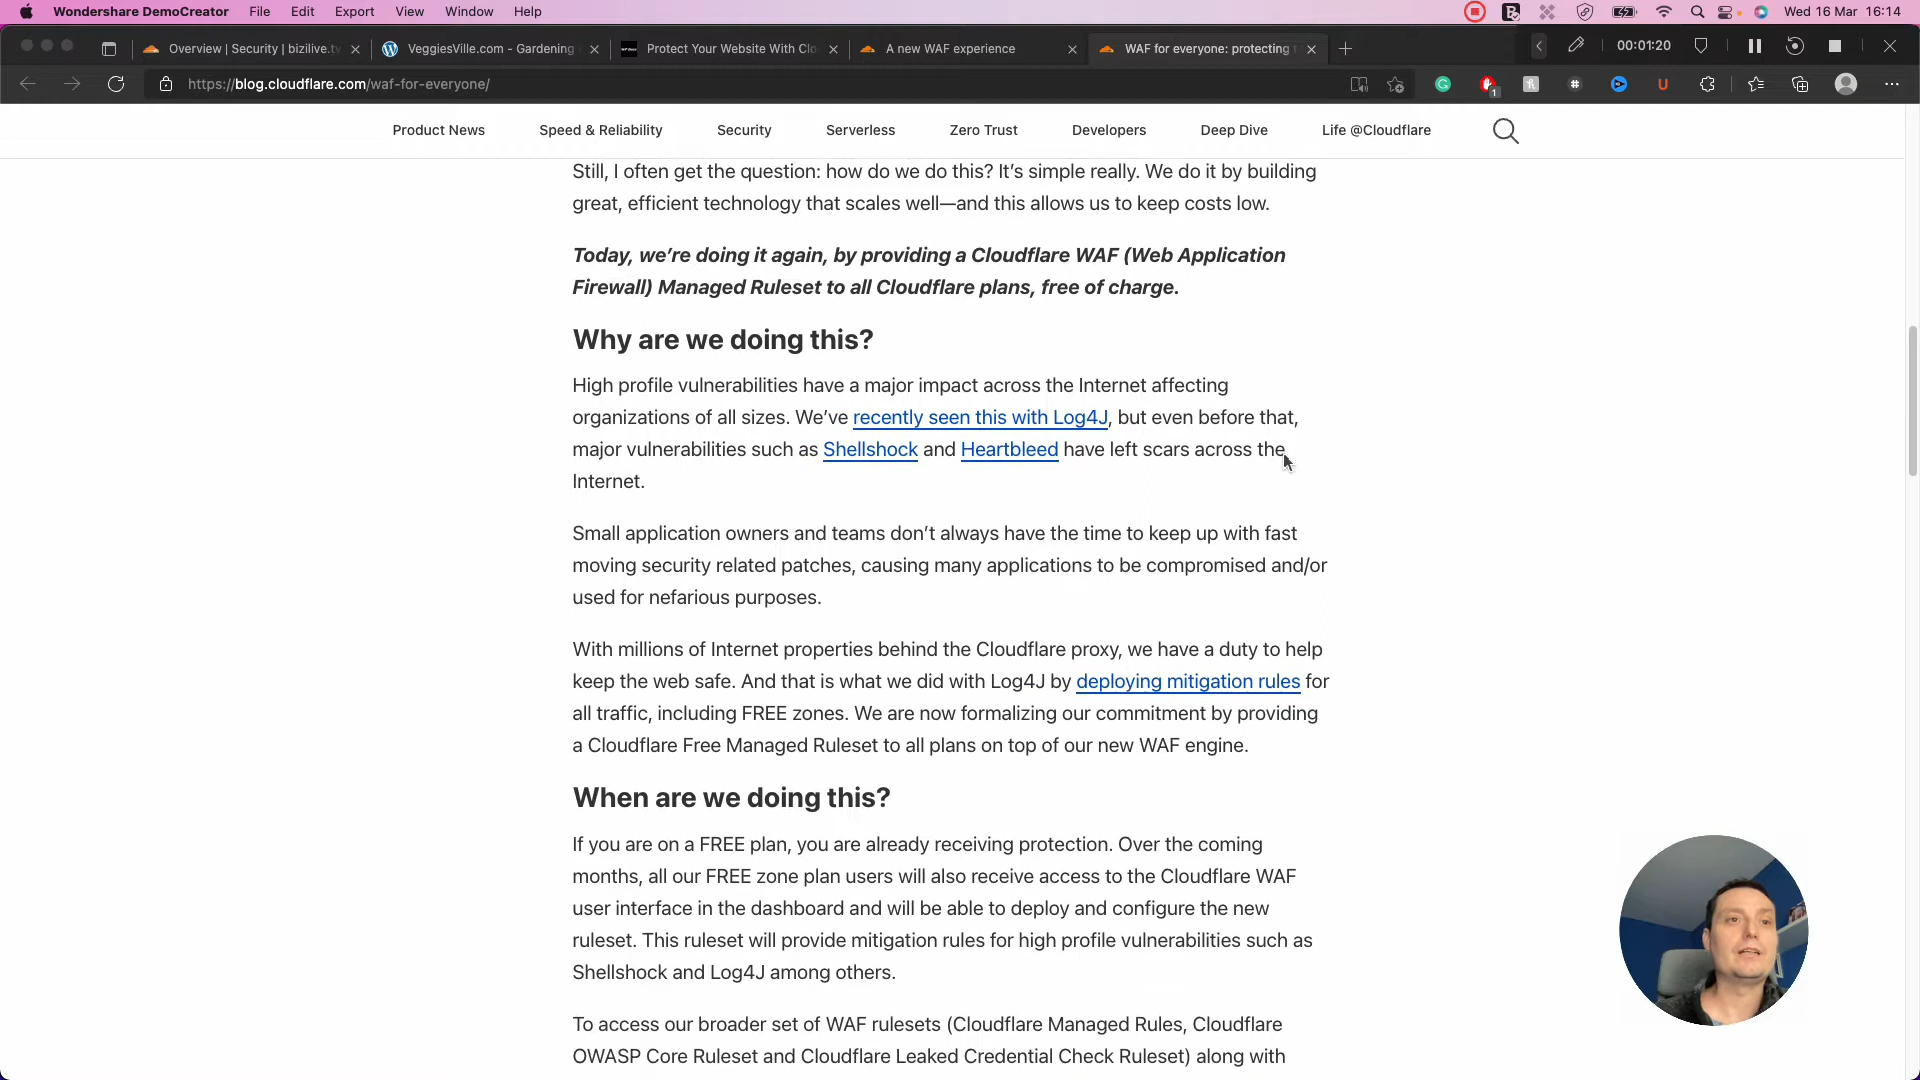 Wondershare DemoCreator File Edit Export View Window Help Wed 16 Mar 16:14
Overview | Security | bizilive.tv VeggiesVille.com - Gardening Protect Your Website With Clo A new WAF experience WAF for everyone: protecting t 00:01:20
https://blog.cloudflare.com/waf-for-everyone/
Product News Speed & Reliability Security Serverless Zero Trust Developers Deep Dive Life @Cloudflare
Still, I often get the question: how do we do this? It’s simple really. We do it by building
great, efficient technology that scales well—and this allows us to keep costs low.
Today, we’re doing it again, by providing a Cloudflare WAF (Web Application
Firewall) Managed Ruleset to all Cloudflare plans, free of charge.
Why are we doing this?
High profile vulnerabilities have a major impact across the Internet affecting
organizations of all sizes. We’ve recently seen this with Log4J, but even before that,
major vulnerabilities such as Shellshock and Heartbleed have left scars across the
Internet.
Small application owners and teams don’t always have the time to keep up with fast
moving security related patches, causing many applications to be compromised and/or
used for nefarious purposes.
With millions of Internet properties behind the Cloudflare proxy, we have a duty to help
keep the web safe. And that is what we did with Log4J by deploying mitigation rules for
all traffic, including FREE zones. We are now formalizing our commitment by providing
a Cloudflare Free Managed Ruleset to all plans on top of our new WAF engine.
When are we doing this?
If you are on a FREE plan, you are already receiving protection. Over the coming
months, all our FREE zone plan users will also receive access to the Cloudflare WAF
user interface in the dashboard and will be able to deploy and configure the new
ruleset. This ruleset will provide mitigation rules for high profile vulnerabilities such as
Shellshock and Log4J among others.
To access our broader set of WAF rulesets (Cloudflare Managed Rules, Cloudflare
OWASP Core Ruleset and Cloudflare Leaked Credential Check Ruleset) along with